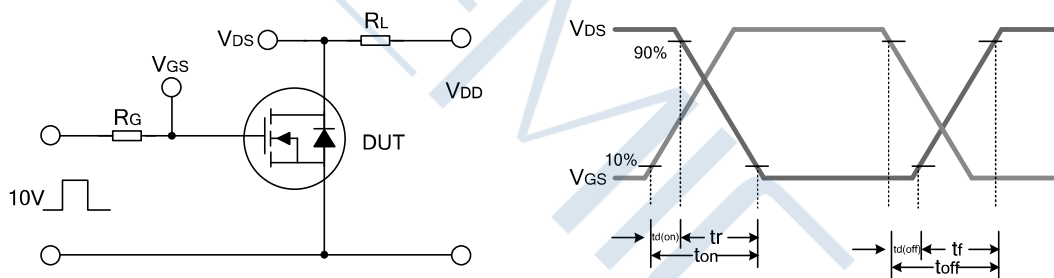 VDS
RL
VGS
VDD
RG
DUT
10V
VDS
90%
10%
VGS
td(on)
tr
ton
td(off)
tf
toff